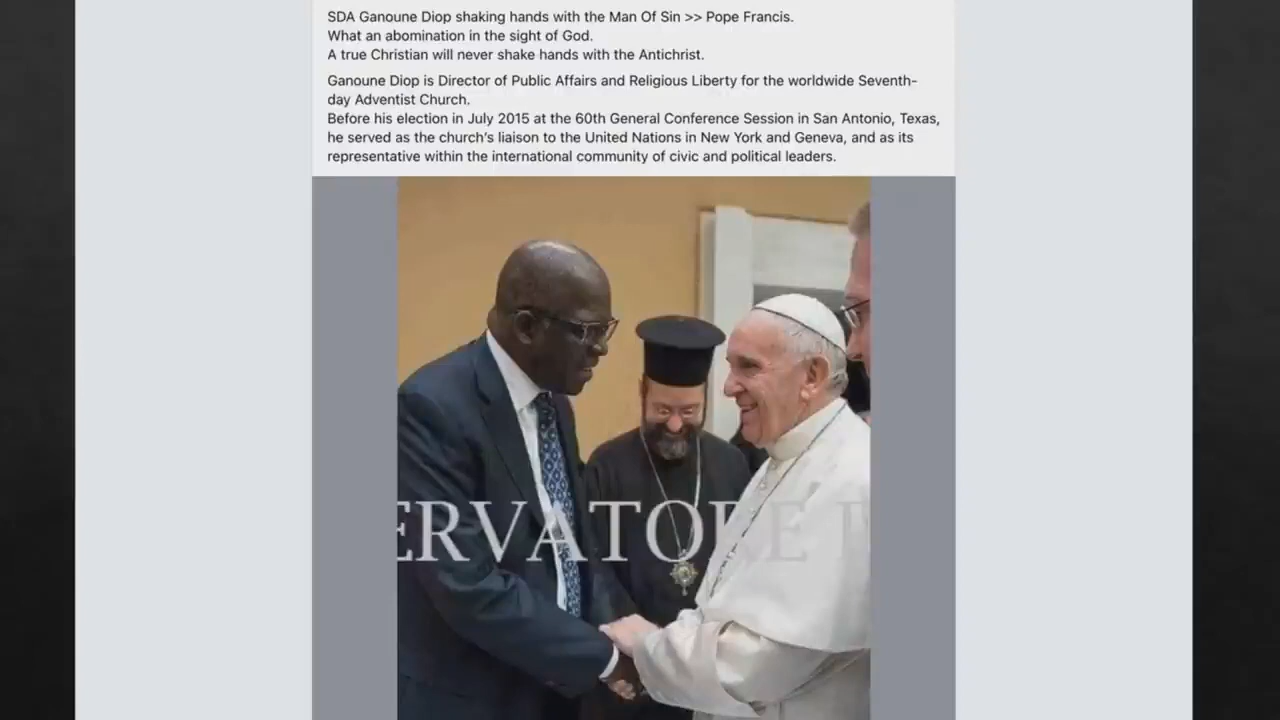 SDA Ganoune Diop shaking hands with the Man Of Sin >> Pope Francis.
What an abomination in the sight of God.
A true Christian will never shake hands with the Antichrist.
Ganoune Diop is Director of Public Affairs and Religious Liberty for the worldwide Seventh-
day Adventist Church.
Before his election in July 2015 at the 60th General Conference Session in San Antonio, Texas,
he served as the church's liaison to the United Nations in New York and Geneva, and as its
representative within the international community of civic and political leaders.
ERVATORE